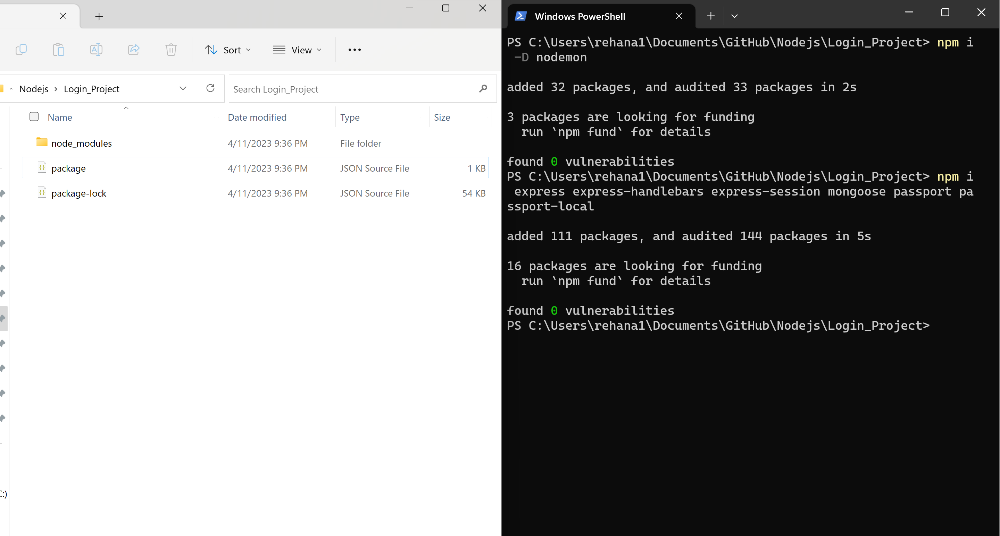 Sort
View
« Nodejs > Login_Project
Search Login_Project
Name Date modified Type Size
node_modules 4/11/2023 9:36 PM File folder
package 4/11/2023 9:36 PM JSON Source File 1 KB
package-lock 4/11/2023 9:36 PM JSON Source File 54 KB
C:)
Windows PowerShell
PS C:\Users\rehana1\Documents\GitHub\Nodejs\Login_Project> npm i
-D nodemon
added 32 packages, and audited 33 packages in 2s
3 packages are looking for funding
run `npm fund` for details
found 0 vulnerabilities
PS C:\Users\rehana1\Documents\GitHub\Nodejs\Login_Project> npm i
express express-handlebars express-session mongoose passport pa
ssport-local
added 111 packages, and audited 144 packages in 5s
16 packages are looking for funding
run `npm fund` for details
found 0 vulnerabilities
PS C:\Users\rehana1\Documents\GitHub\Nodejs\Login_Project>